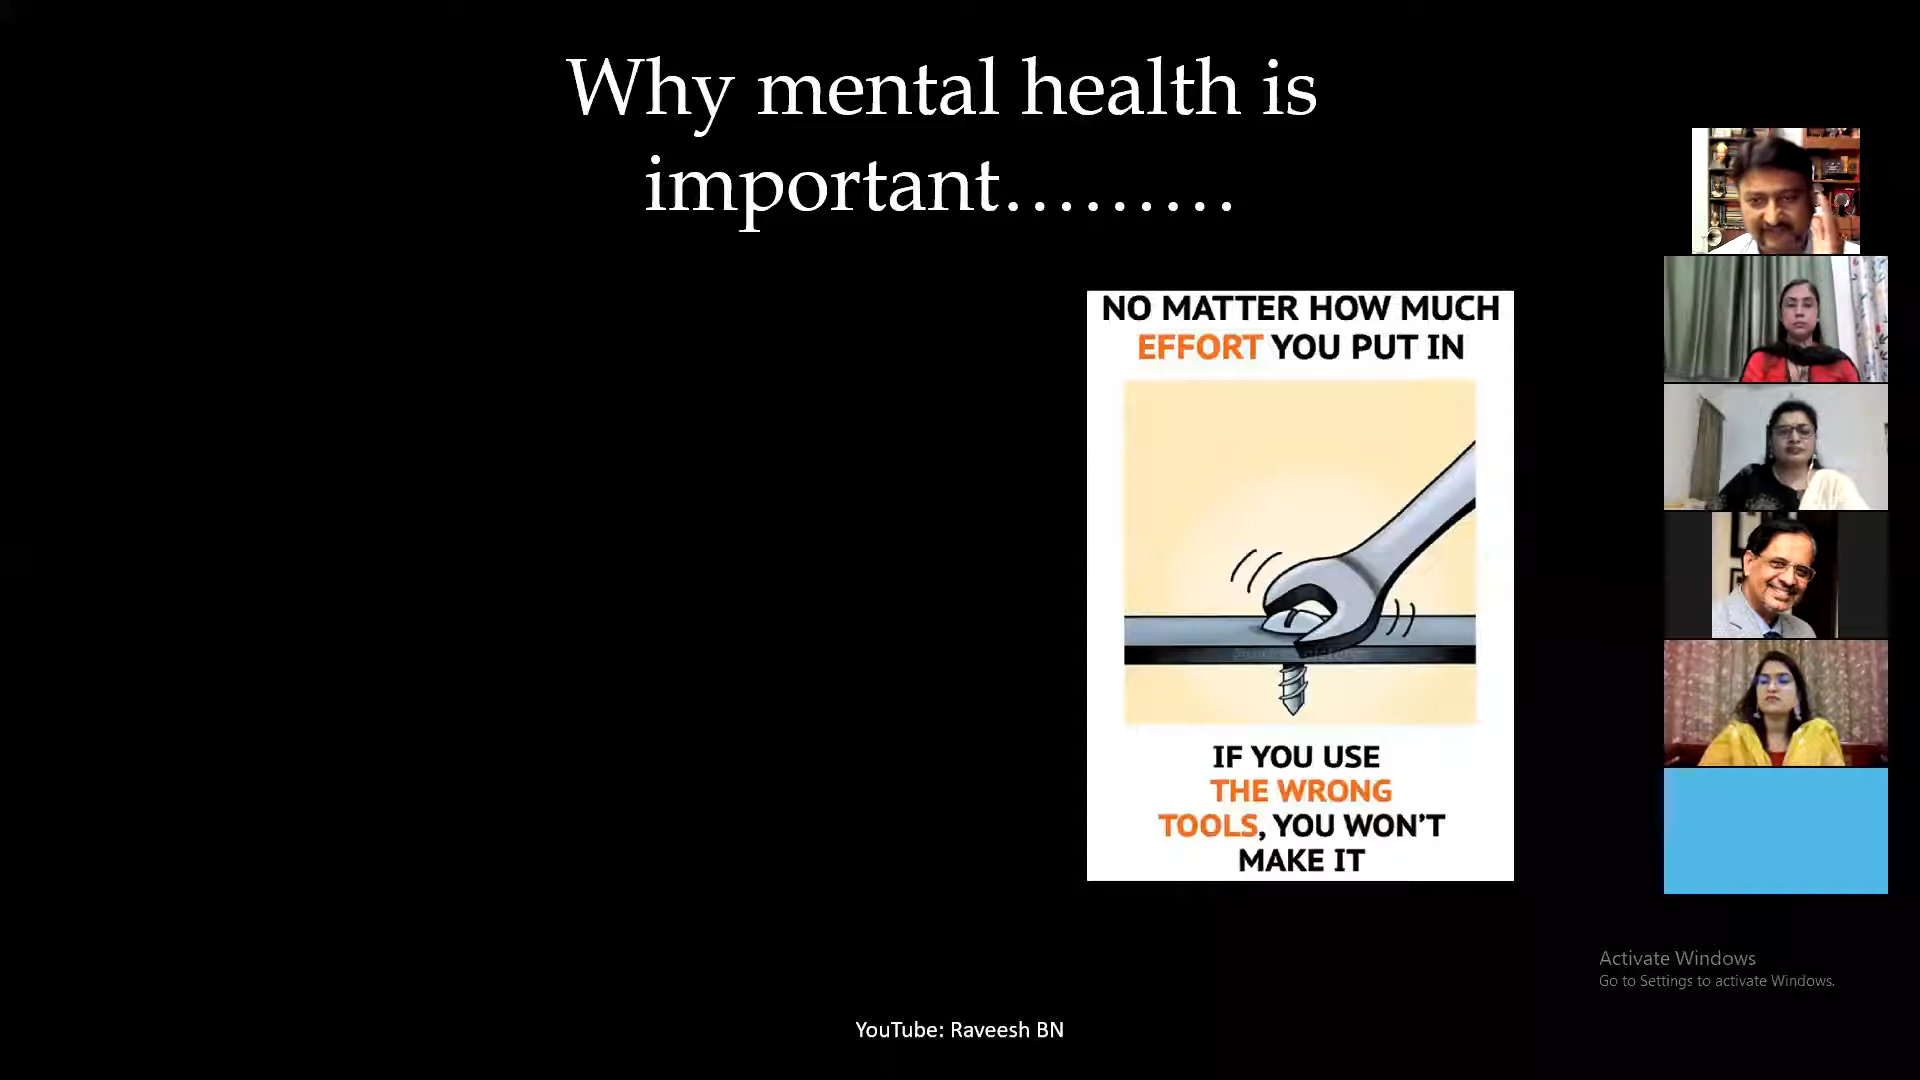 Why mental health is
important.........
NO MATTER HOW MUCH
EFFORT YOU PUT IN
IF YOU USE
THE WRONG
TOOLS, YOU WON'T
MAKE IT
Activate Windows
Go to Settings to activate Windows.
YouTube: Raveesh BN